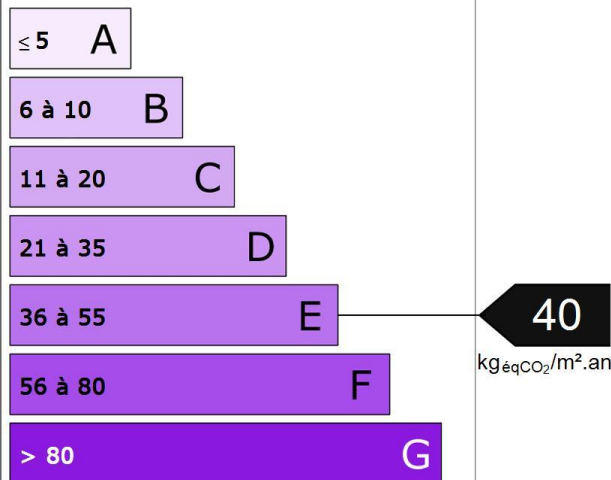 ≤ 5 A
6 à 10 B
11 à 20 C
21 à 35 D
36 à 55 E
40
kgéqCO₂/m².an
56 à 80 F
> 80 G